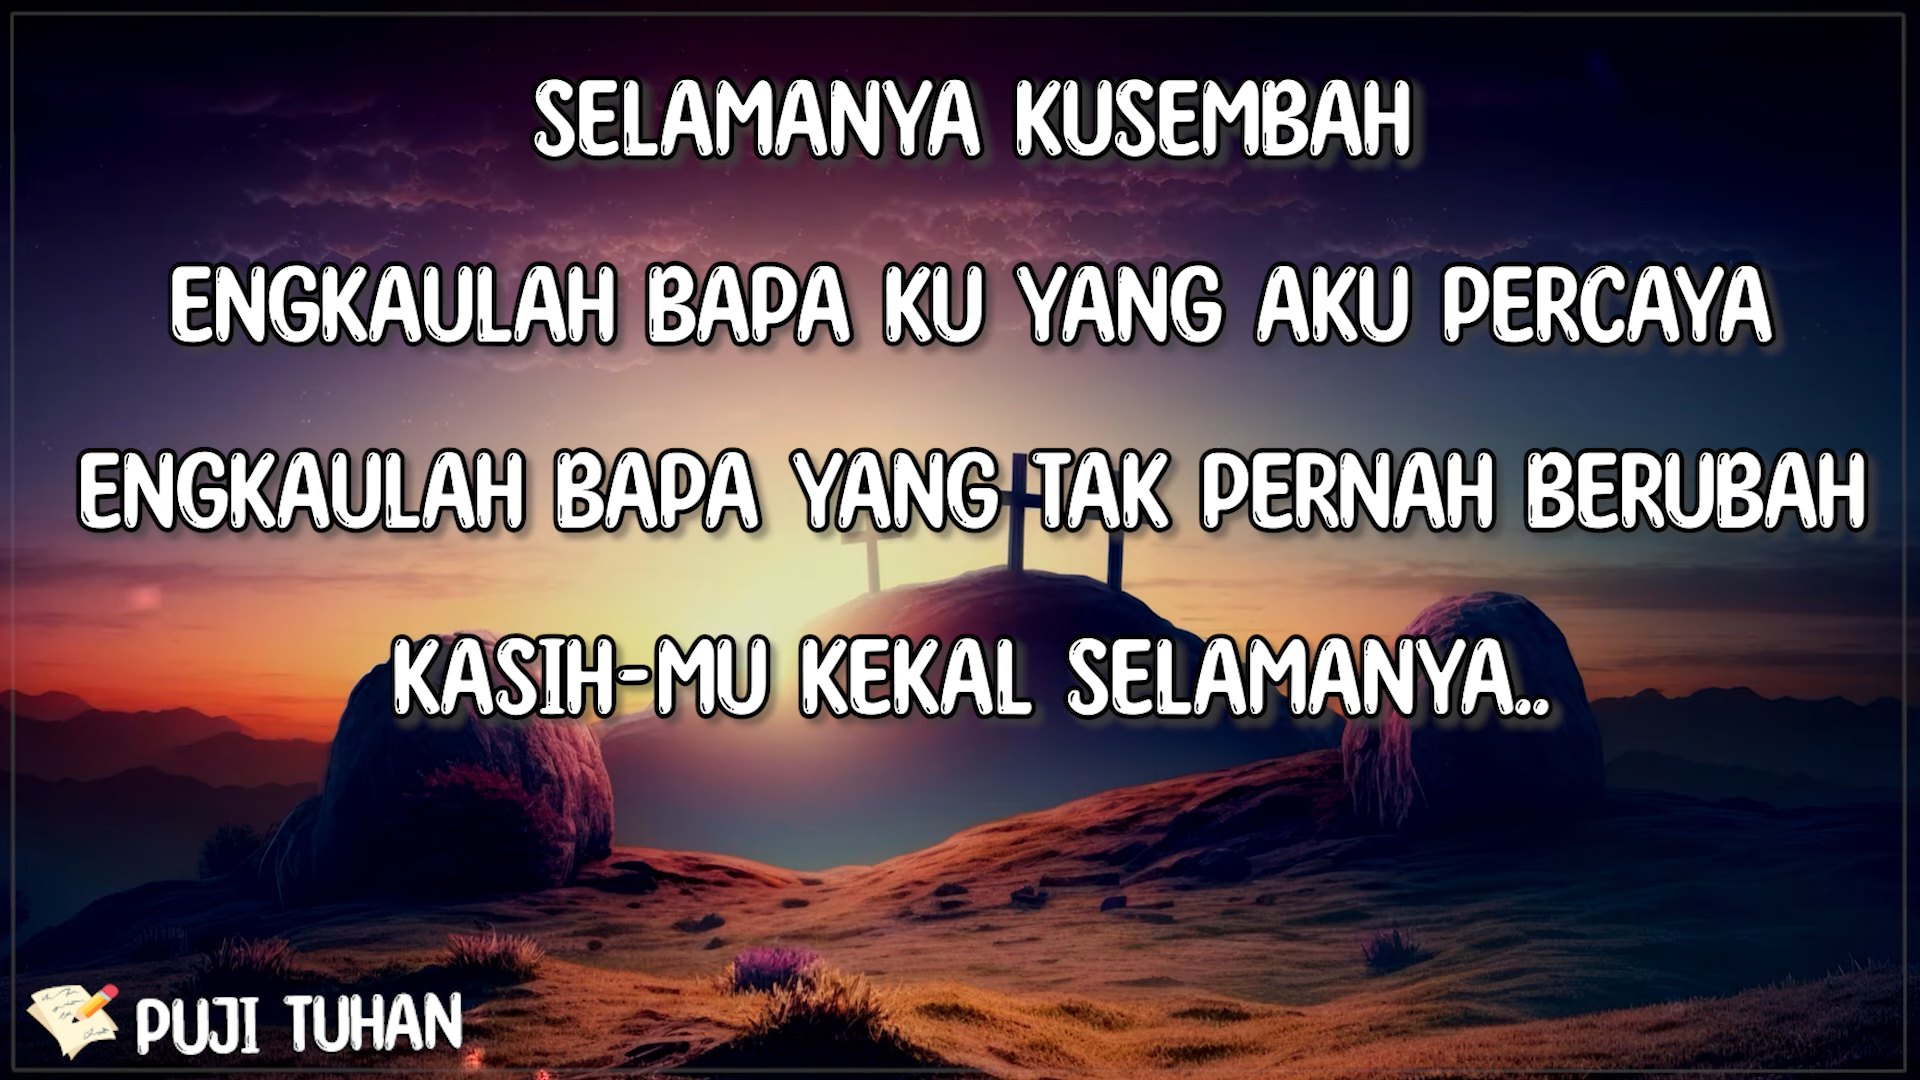 SELAMANYA KUSEMBAH
ENGKAULAH BAPA KU YANG AKU PERCAYA
ENGKAULAH BAPA YANG TAK PERNAH BERUBAH
KASIH-MU KEKAL SELAMANYA..
PUJI TUHAN